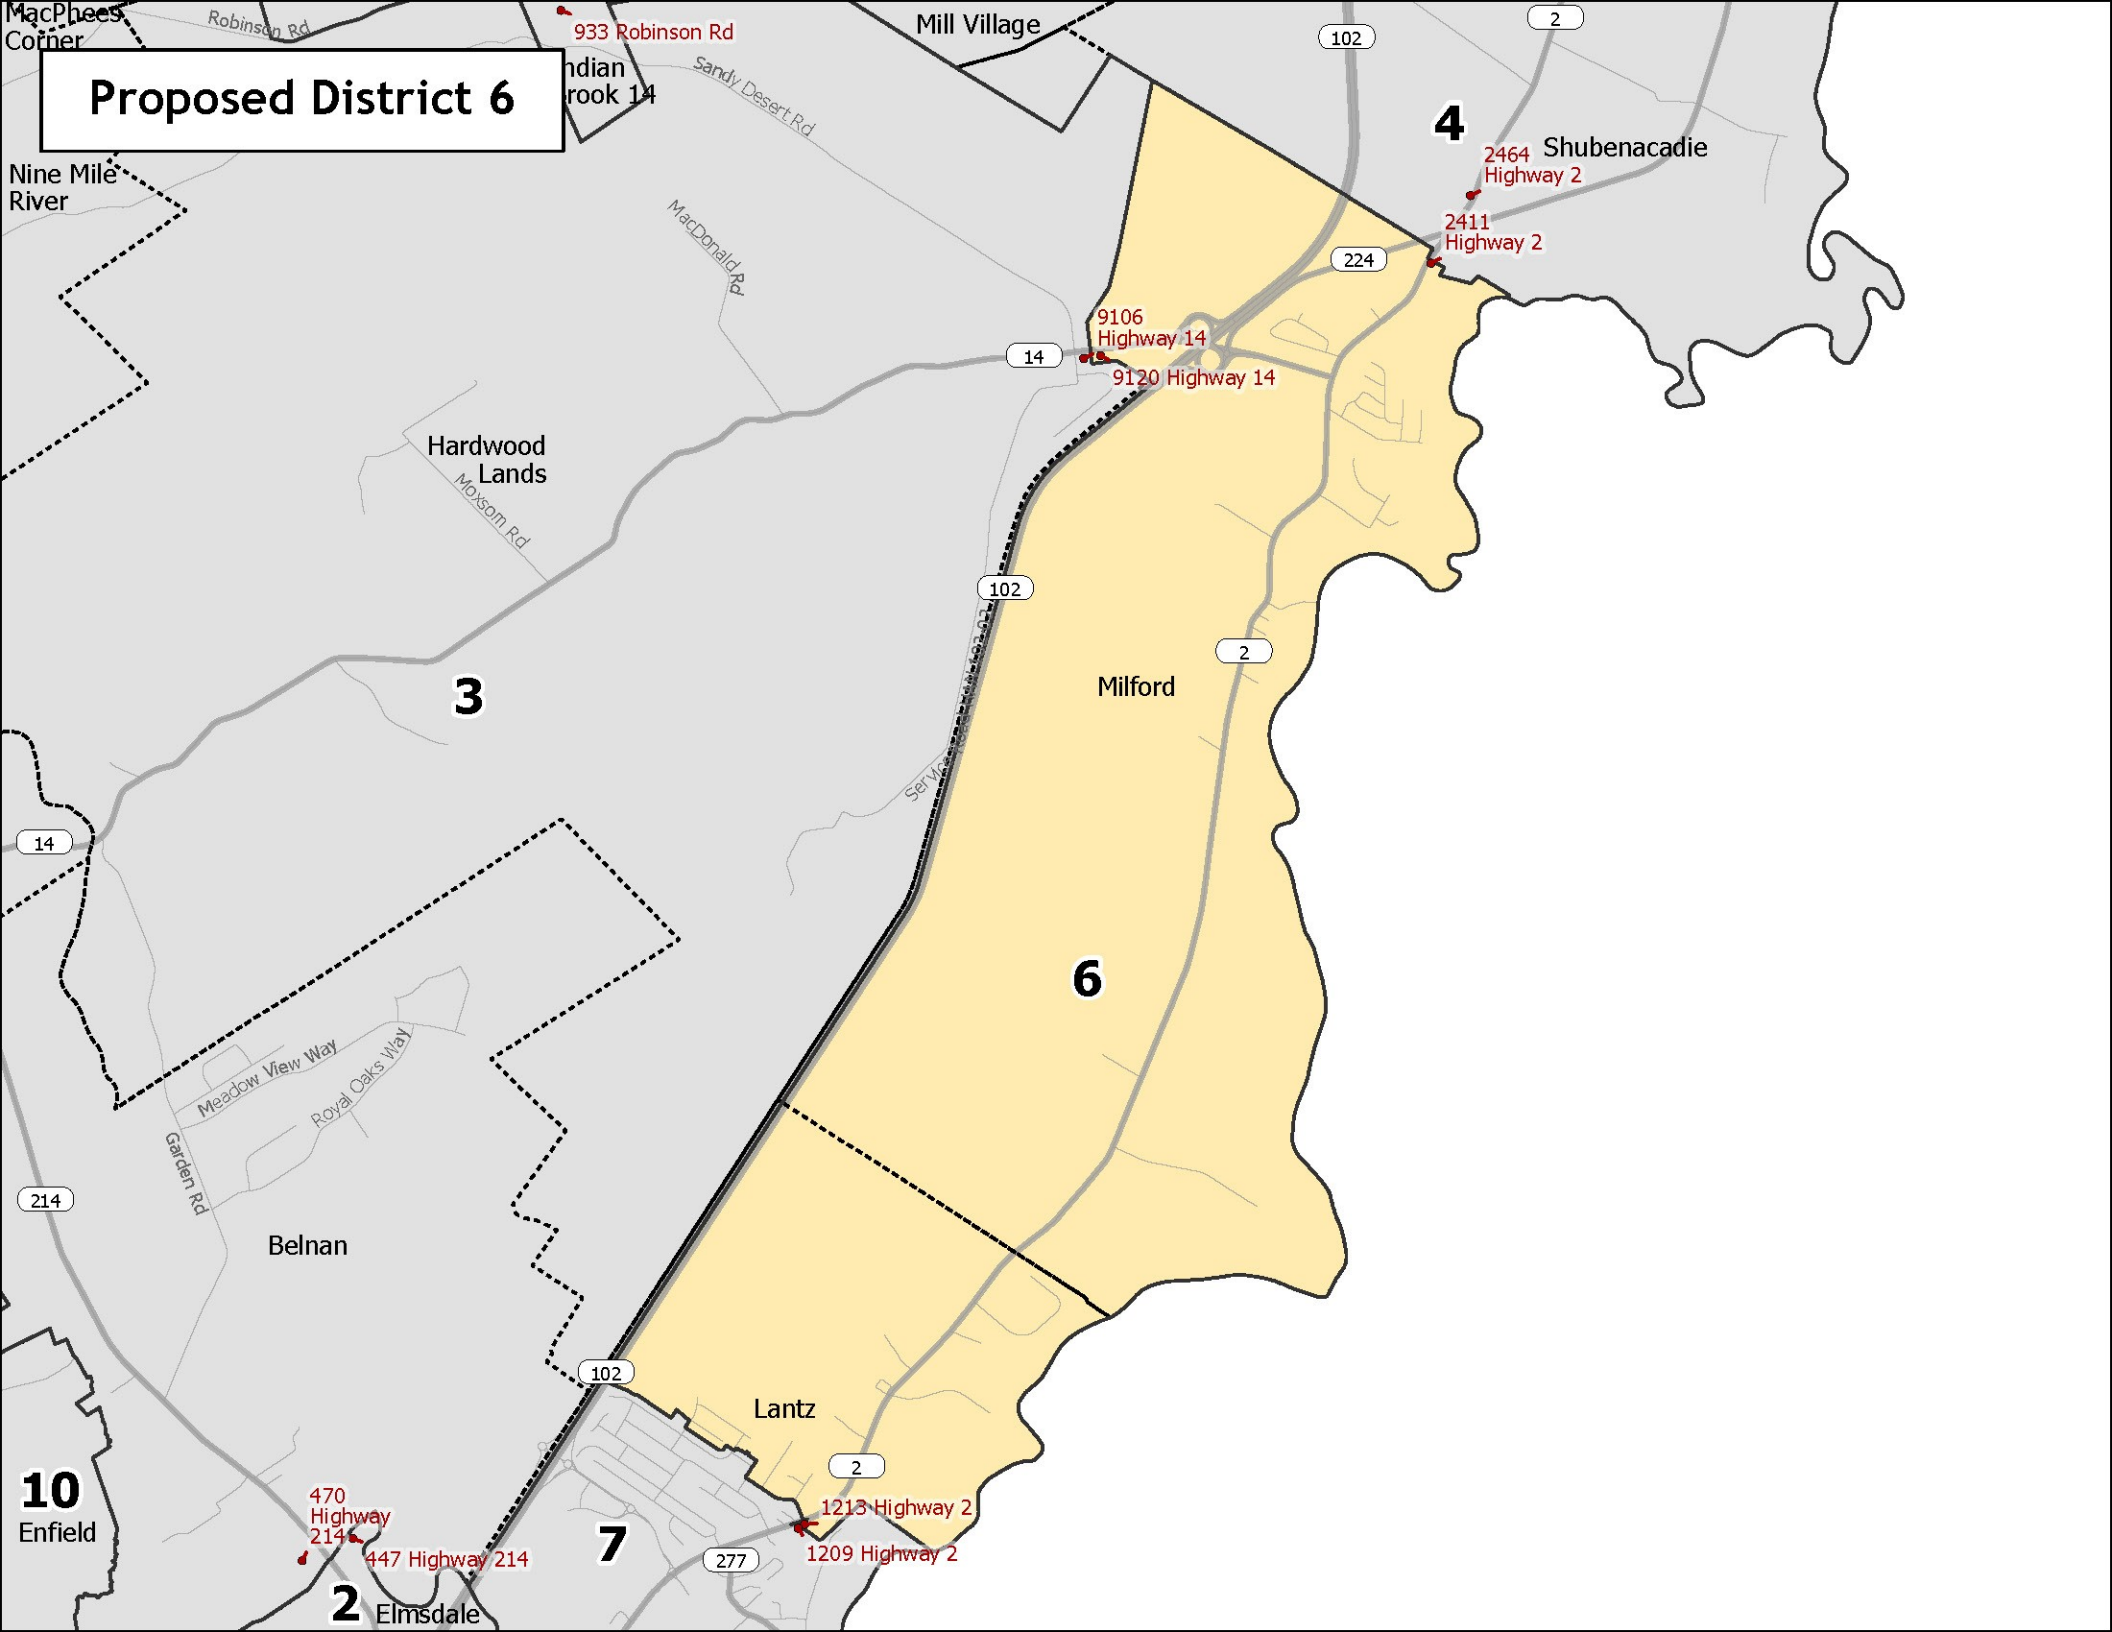 MacPhees
Corner
Robinson Rd
933 Robinson Rd
Mill Village
102
2
Proposed District 6
ndian
rook 14
Sandy Desert Rd
4
Shubenacadie
2464
Highway 2
Nine Mile
River
MacDonald Rd
2411
Highway 2
224
9106
Highway 14
14
9120 Highway 14
Hardwood
Lands
Moxsom Rd
102
2
Milford
3
Service
14
6
Meadow View Way
Royal Oaks Way
Garden Rd
214
Belnan
102
Lantz
2
10
Enfield
470
Highway
214
447 Highway 214
1213 Highway 2
7
277
1209 Highway 2
2
Elmsdale